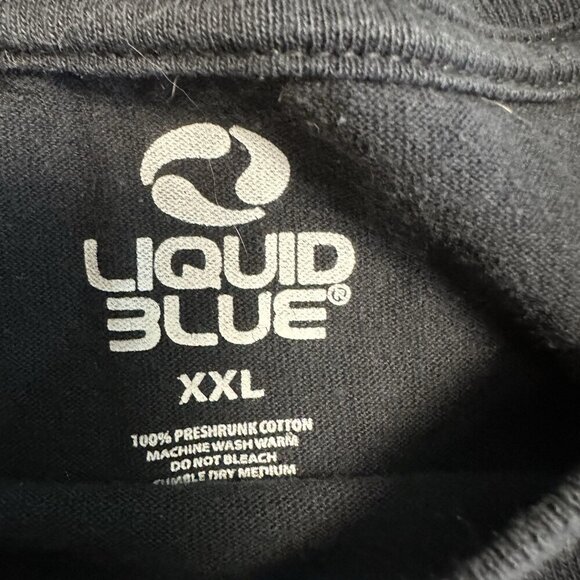 LIQUID
BLUE®
XXL
100% PRESHRUNK COTTON
MACHINE WASH WARM
DO NOT BLEACH
TUMBLE DRY MEDIUM